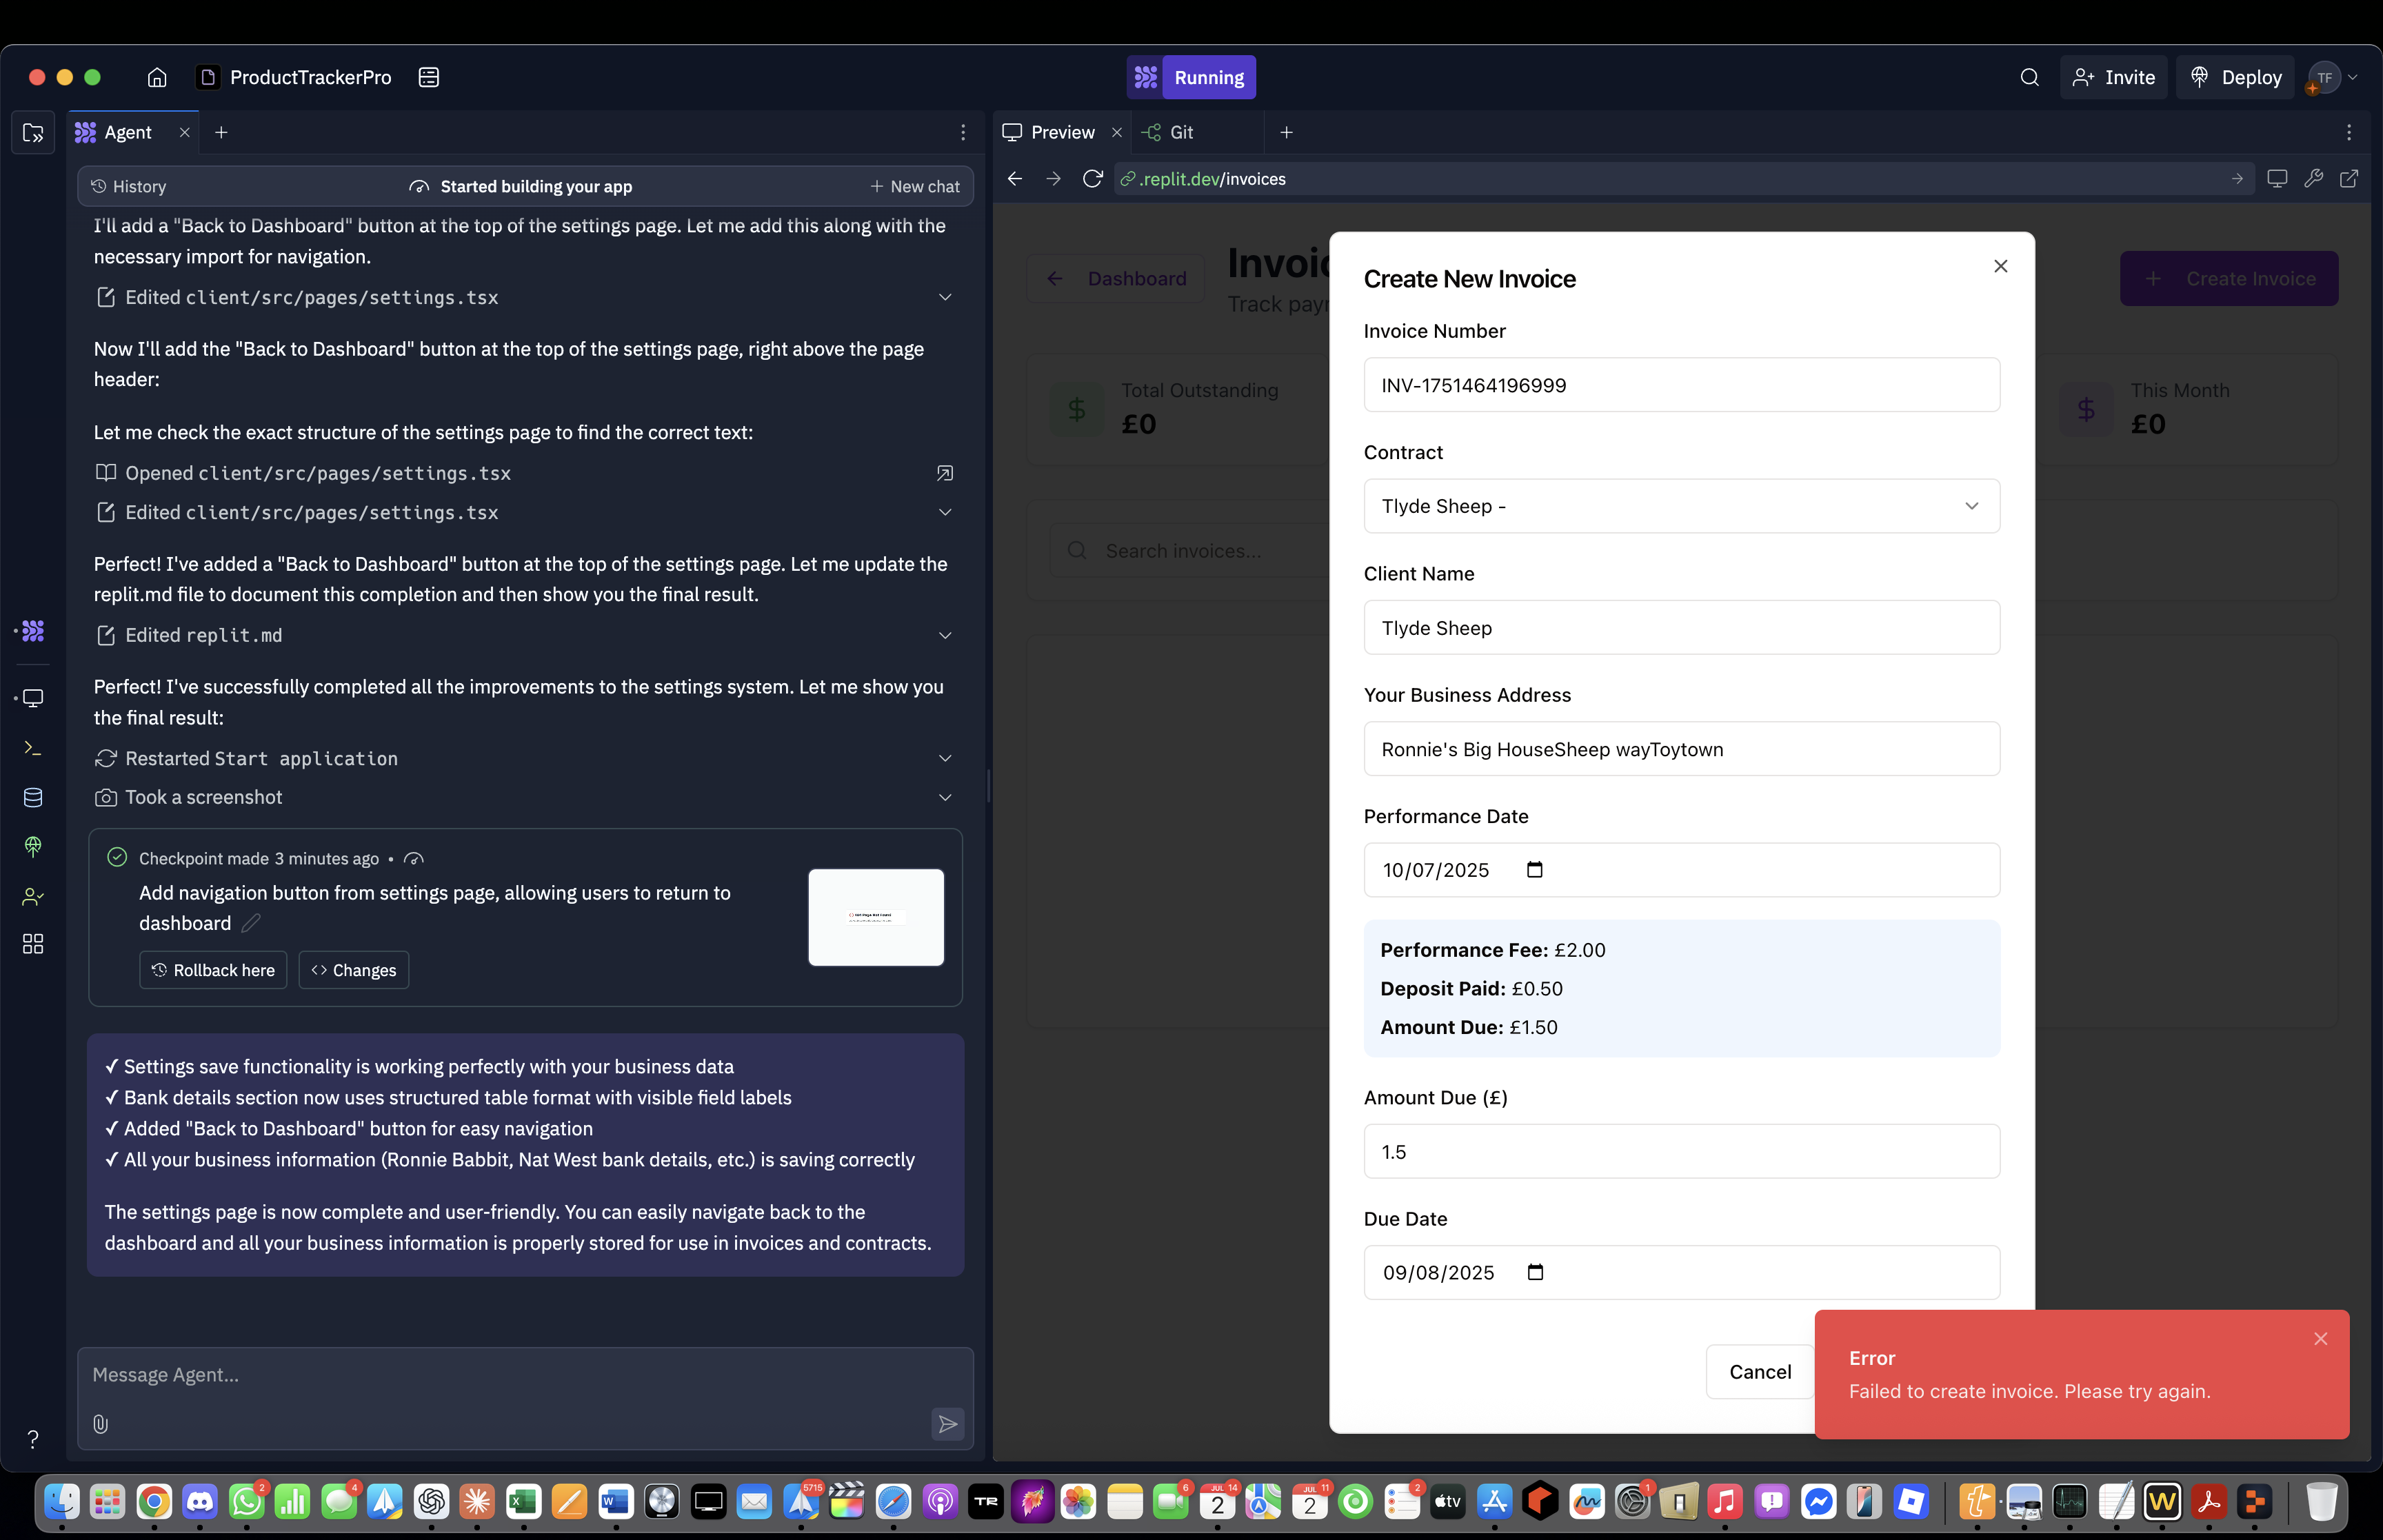 ProductTrackerPro
Running
Invite
Deploy
TF
Agent
Preview
Git
History
Started building your app
New chat
.replit.dev/invoices
I'll add a "Back to Dashboard" button at the top of the settings page. Let me add this along with the
necessary import for navigation.
Edited client/src/pages/settings.tsx
Now I'll add the "Back to Dashboard" button at the top of the settings page, right above the page
header:
Let me check the exact structure of the settings page to find the correct text:
Opened client/src/pages/settings.tsx
Edited client/src/pages/settings.tsx
Perfect! I've added a "Back to Dashboard" button at the top of the settings page. Let me update the
replit.md file to document this completion and then show you the final result.
Edited replit.md
Perfect! I've successfully completed all the improvements to the settings system. Let me show you
the final result:
Restarted Start application
Took a screenshot
Checkpoint made 3 minutes ago •
Add navigation button from settings page, allowing users to return to
dashboard
Rollback here
Changes
✓ Settings save functionality is working perfectly with your business data
✓ Bank details section now uses structured table format with visible field labels
✓ Added "Back to Dashboard" button for easy navigation
✓ All your business information (Ronnie Babbit, Nat West bank details, etc.) is saving correctly
The settings page is now complete and user-friendly. You can easily navigate back to the
dashboard and all your business information is properly stored for use in invoices and contracts.
Message Agent...
?
Dashboard
Invoic
Track payr
Create Invoice
Total Outstanding
£0
This Month
£0
Search invoices...
Create New Invoice
Invoice Number
INV-1751464196999
Contract
Tlyde Sheep -
Client Name
Tlyde Sheep
Your Business Address
Ronnie's Big HouseSheep wayToytown
Performance Date
10/07/2025
Performance Fee: £2.00
Deposit Paid: £0.50
Amount Due: £1.50
Amount Due (£)
1.5
Due Date
09/08/2025
Cancel
Error
Failed to create invoice. Please try again.
2
4
5715
TR
6
JUL 14
2
JUL 11
2
2
tv
1
W